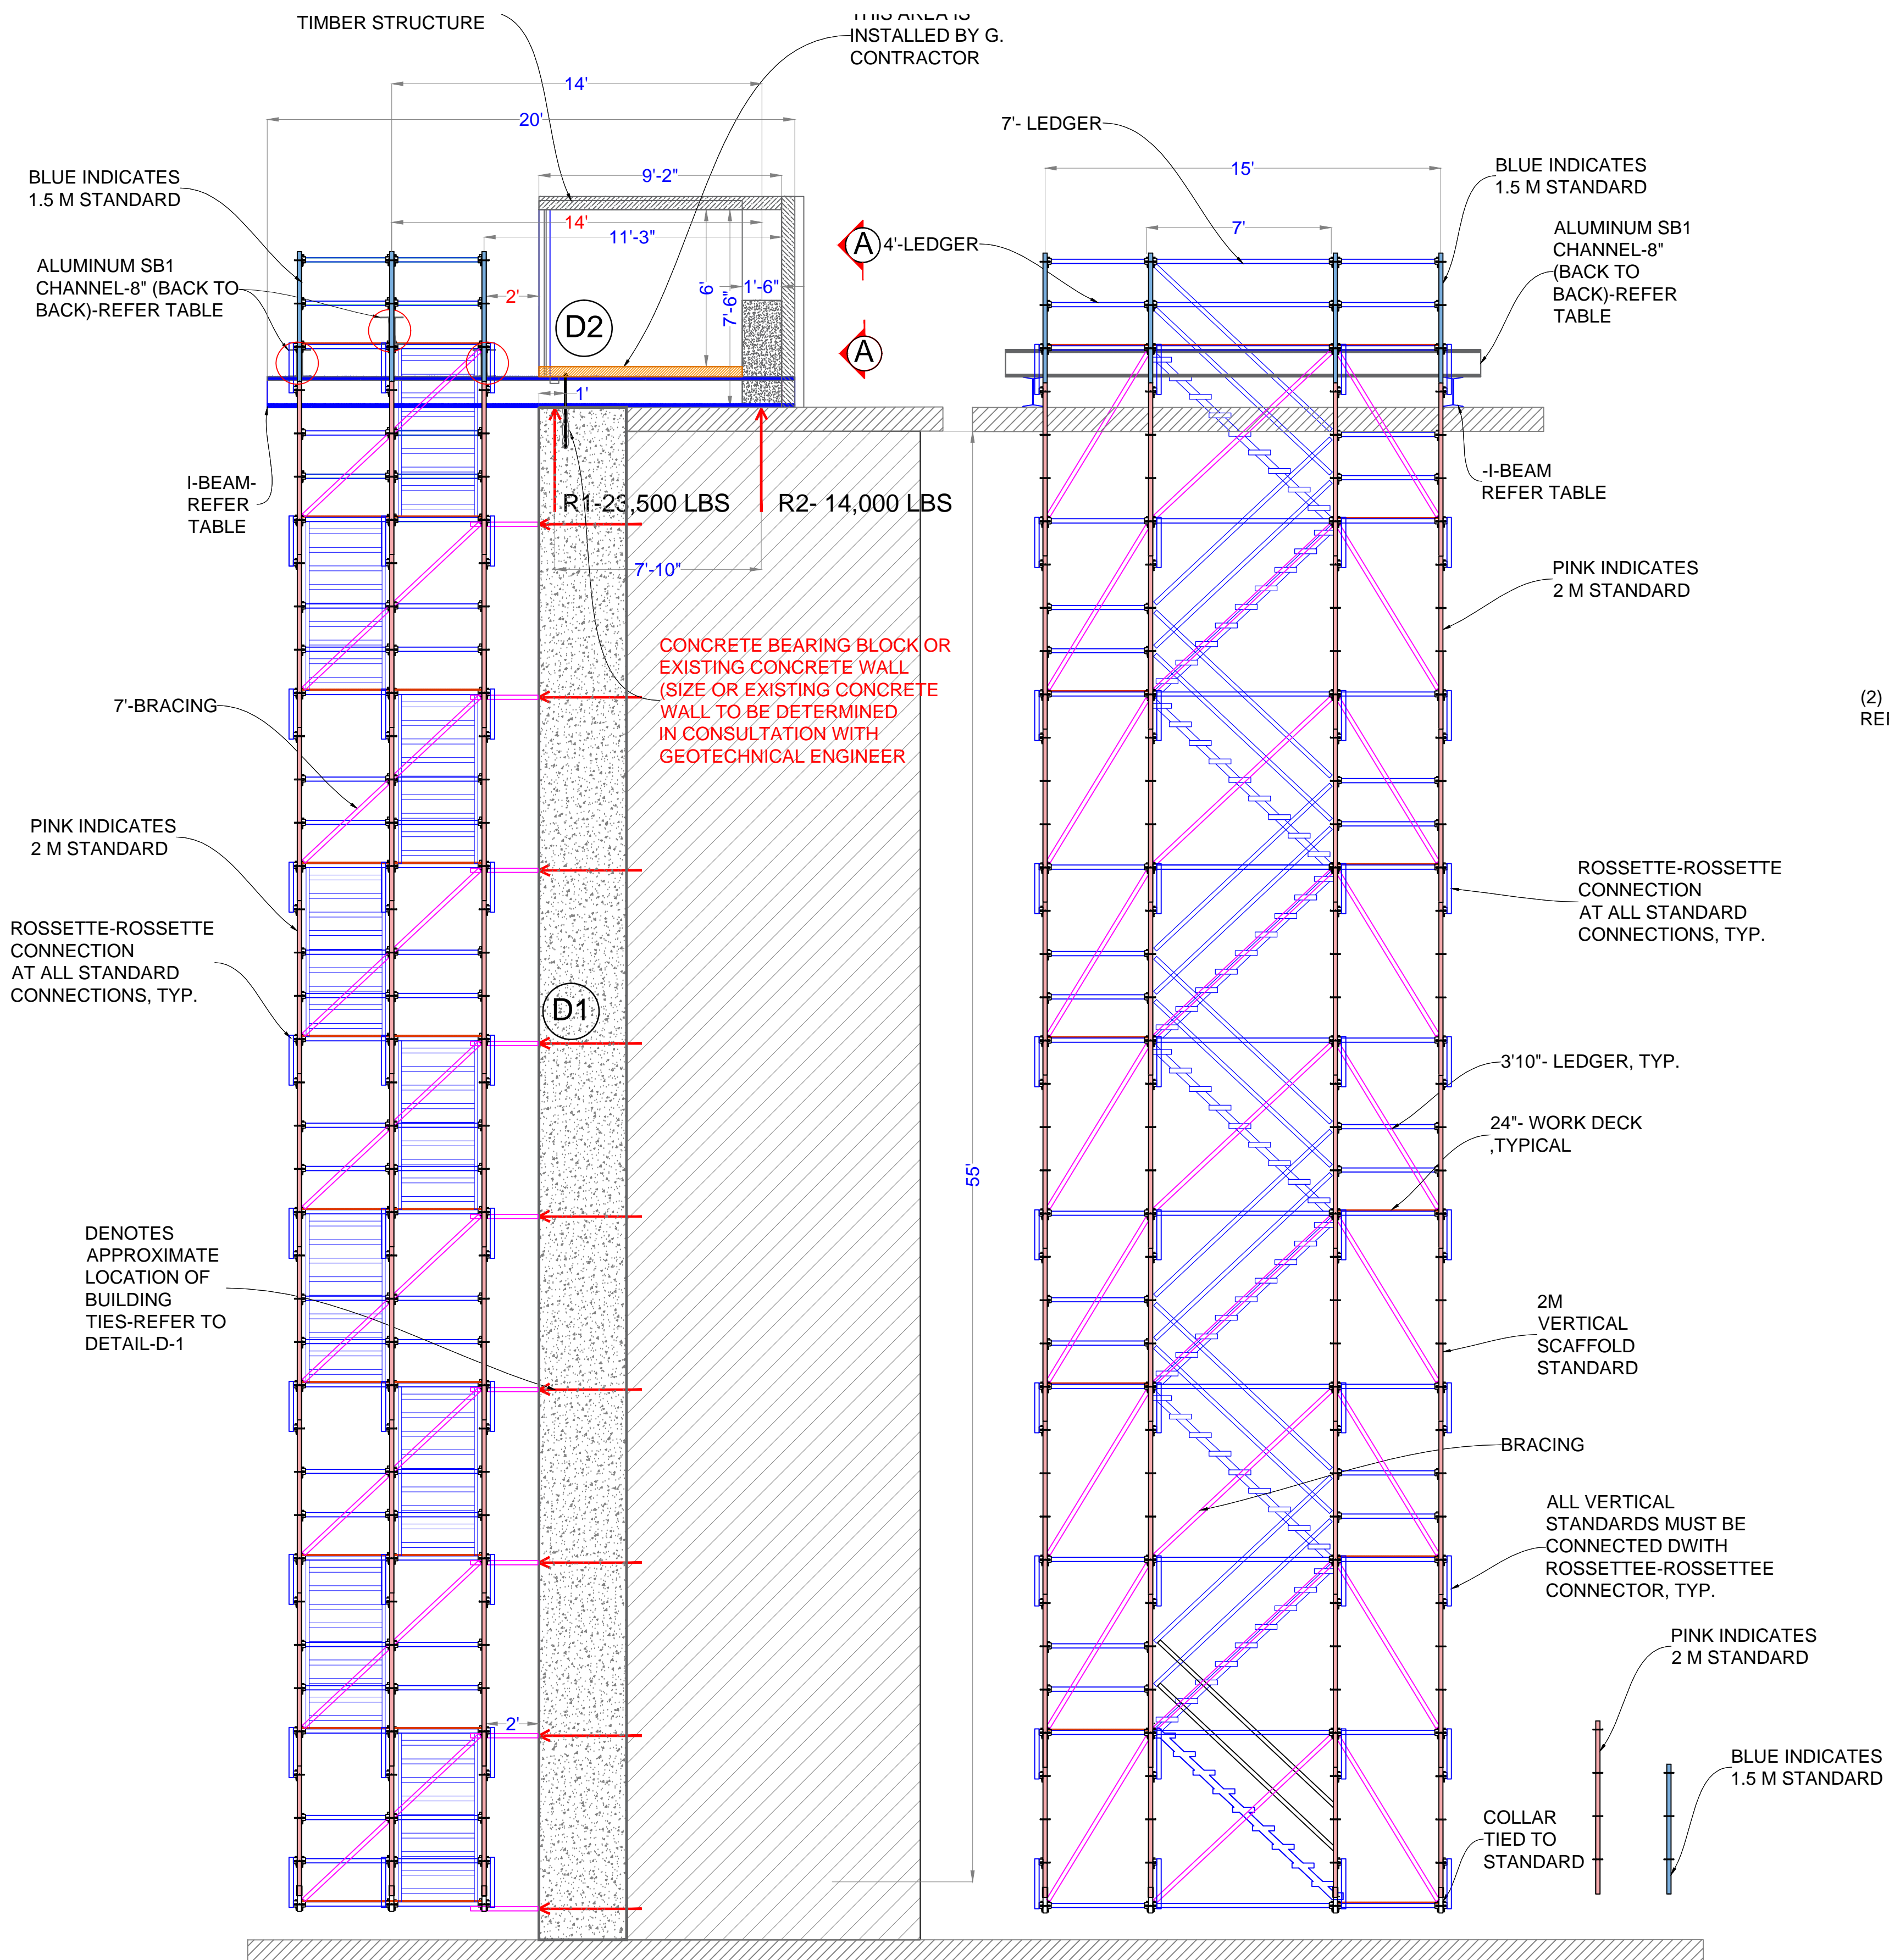 TIMBER STRUCTURE
THIS AREA IS
INSTALLED BY G.
CONTRACTOR
14'
20'
9'-2"
14'
11'-3"
2'
6'
7'-6"
1'-6"
D2
1'
A
A
BLUE INDICATES
1.5 M STANDARD
ALUMINUM SB1
CHANNEL-8" (BACK TO
BACK)-REFER TABLE
I-BEAM-
REFER
TABLE
R1-23,500 LBS
R2- 14,000 LBS
7'-10"
CONCRETE BEARING BLOCK OR
EXISTING CONCRETE WALL
(SIZE OR EXISTING CONCRETE
WALL TO BE DETERMINED
IN CONSULTATION WITH
GEOTECHNICAL ENGINEER
7'-BRACING
PINK INDICATES
2 M STANDARD
ROSSETTE-ROSSETTE
CONNECTION
AT ALL STANDARD
CONNECTIONS, TYP.
D1
DENOTES
APPROXIMATE
LOCATION OF
BUILDING
TIES-REFER TO
DETAIL-D-1
2'
55'
7'- LEDGER
15'
7'
4'-LEDGER
BLUE INDICATES
1.5 M STANDARD
ALUMINUM SB1
CHANNEL-8"
(BACK TO
BACK)-REFER
TABLE
-I-BEAM
REFER TABLE
PINK INDICATES
2 M STANDARD
(2)
ROSSETTE-ROSSETTE
CONNECTION
AT ALL STANDARD
CONNECTIONS, TYP.
3'10"- LEDGER, TYP.
24"- WORK DECK
,TYPICAL
2M
VERTICAL
SCAFFOLD
STANDARD
BRACING
ALL VERTICAL
STANDARDS MUST BE
CONNECTED DWITH
ROSSETTEE-ROSSETTEE
CONNECTOR, TYP.
PINK INDICATES
2 M STANDARD
BLUE INDICATES
1.5 M STANDARD
COLLAR
TIED TO
STANDARD